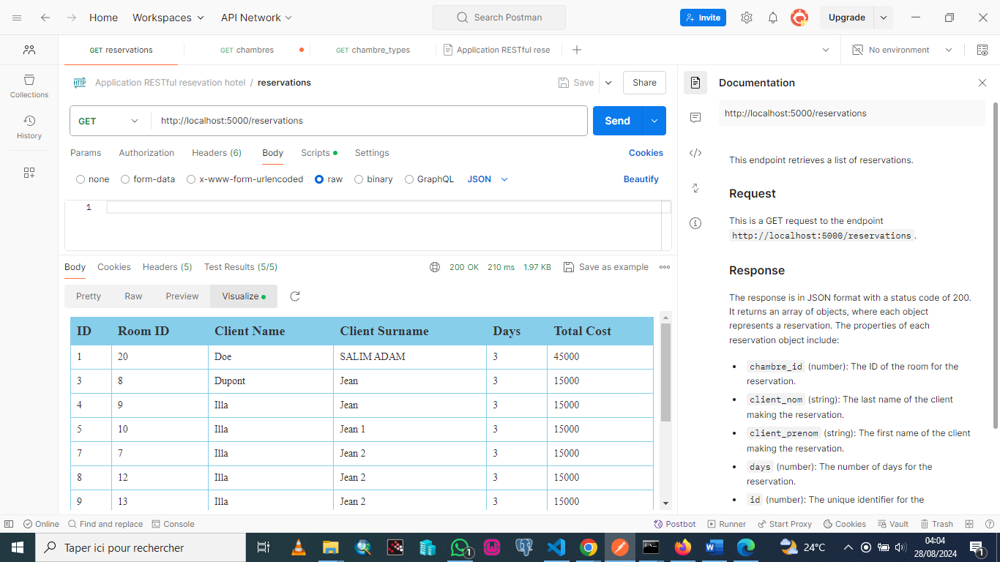 Home Workspaces API Network Search Postman Invite Upgrade
GET reservations GET chambres GET chambre_types Application RESTful rese No environment
Collections
History
HTTP Application RESTful resevation hotel / reservations Save Share
GET http://localhost:5000/reservations Send
Params Authorization Headers (6) Body Scripts Settings Cookies
none form-data x-www-form-urlencoded raw binary GraphQL JSON Beautify
1
Body Cookies Headers (5) Test Results (5/5) 200 OK 210 ms 1.97 KB Save as example
Pretty Raw Preview Visualize
ID Room ID Client Name Client Surname Days Total Cost
1 20 Doe SALIM ADAM 3 45000
3 8 Dupont Jean 3 15000
4 9 Illa Jean 3 15000
5 10 Illa Jean 1 3 15000
7 7 Illa Jean 2 3 15000
8 12 Illa Jean 2 3 15000
9 13 Illa Jean 2 3 15000
Documentation
http://localhost:5000/reservations
This endpoint retrieves a list of reservations.
Request
This is a GET request to the endpoint
http://localhost:5000/reservations.
Response
The response is in JSON format with a status code of 200.
It returns an array of objects, where each object
represents a reservation. The properties of each
reservation object include:
• chambre_id (number): The ID of the room for the
reservation.
• client_nom (string): The last name of the client
making the reservation.
• client_prenom (string): The first name of the client
making the reservation.
• days (number): The number of days for the
reservation.
• id (number): The unique identifier for the
Online Find and replace Console Postbot Runner Start Proxy Cookies Vault Trash
Taper ici pour rechercher 1 24°C 04:04 1
28/08/2024